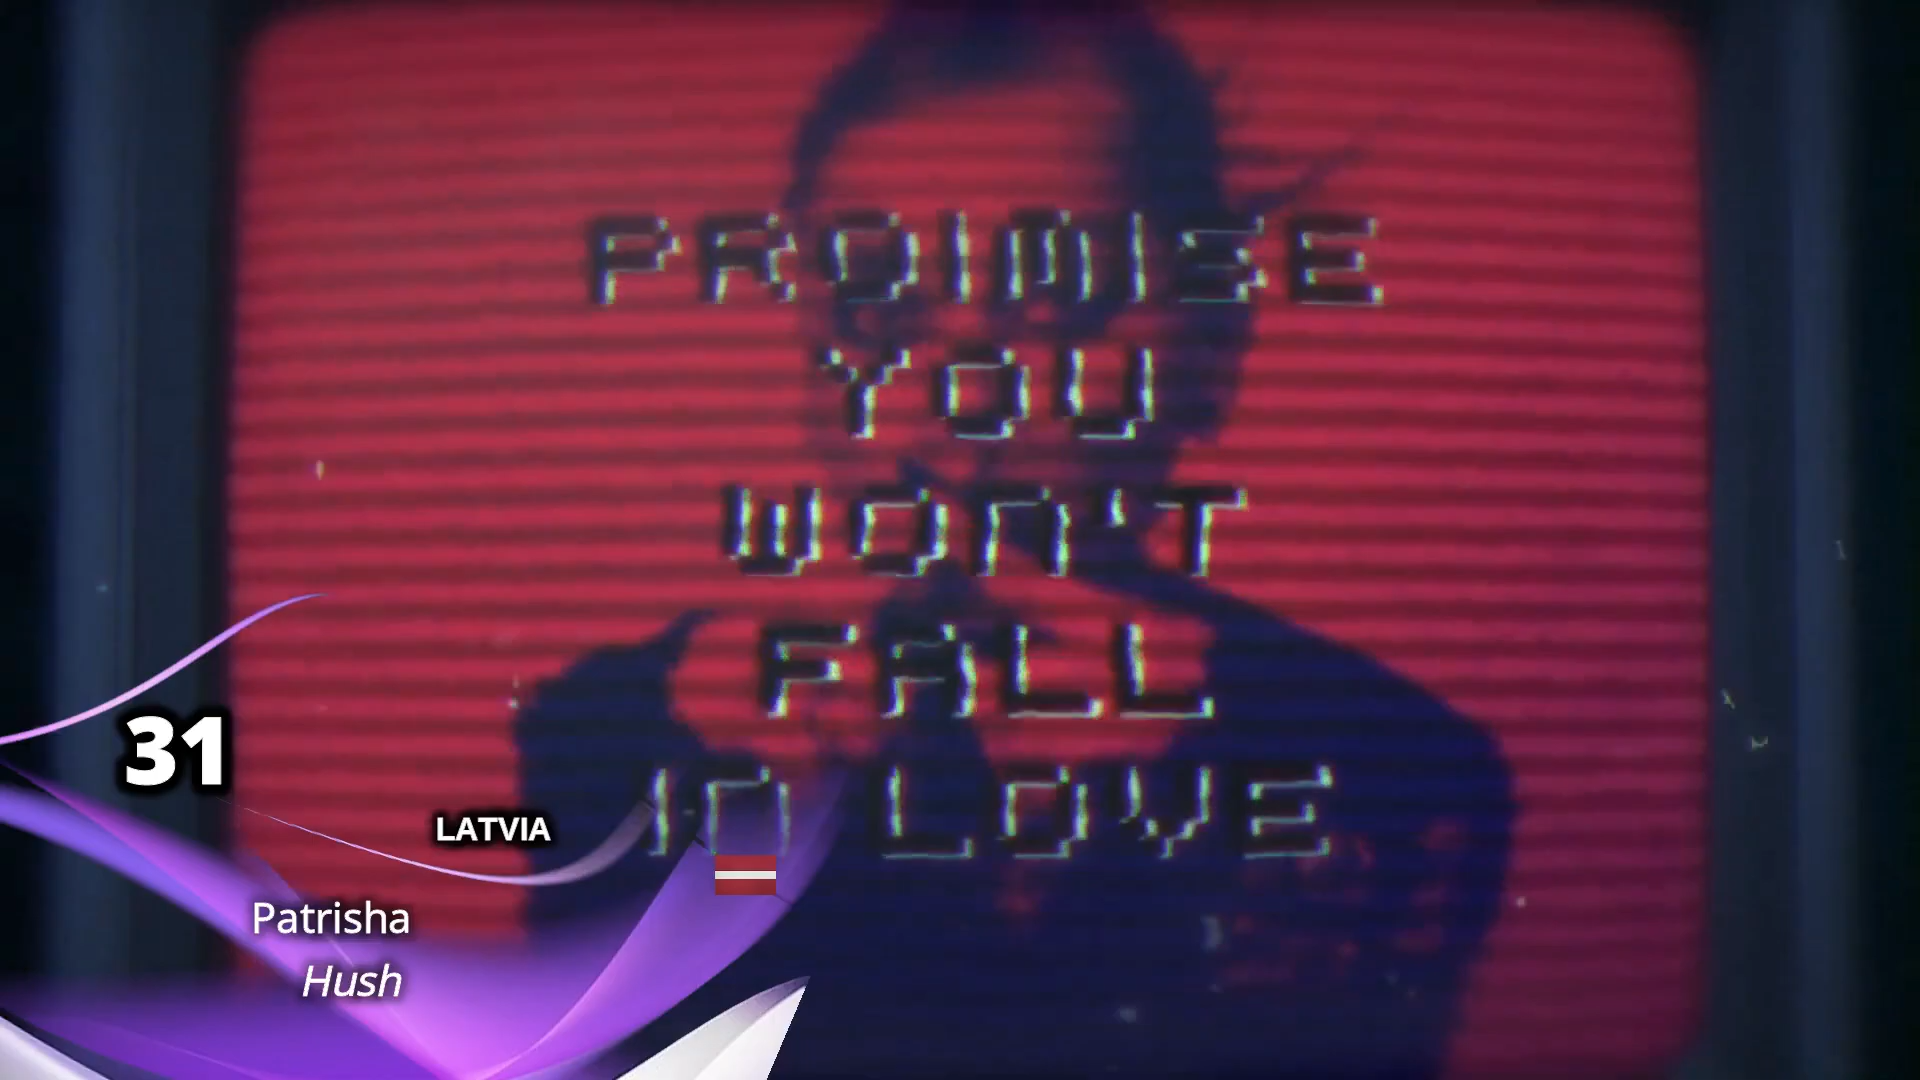 PROMISE
YOU
WON'T
FALL
IN LOVE
31
LATVIA
Patrisha
Hush